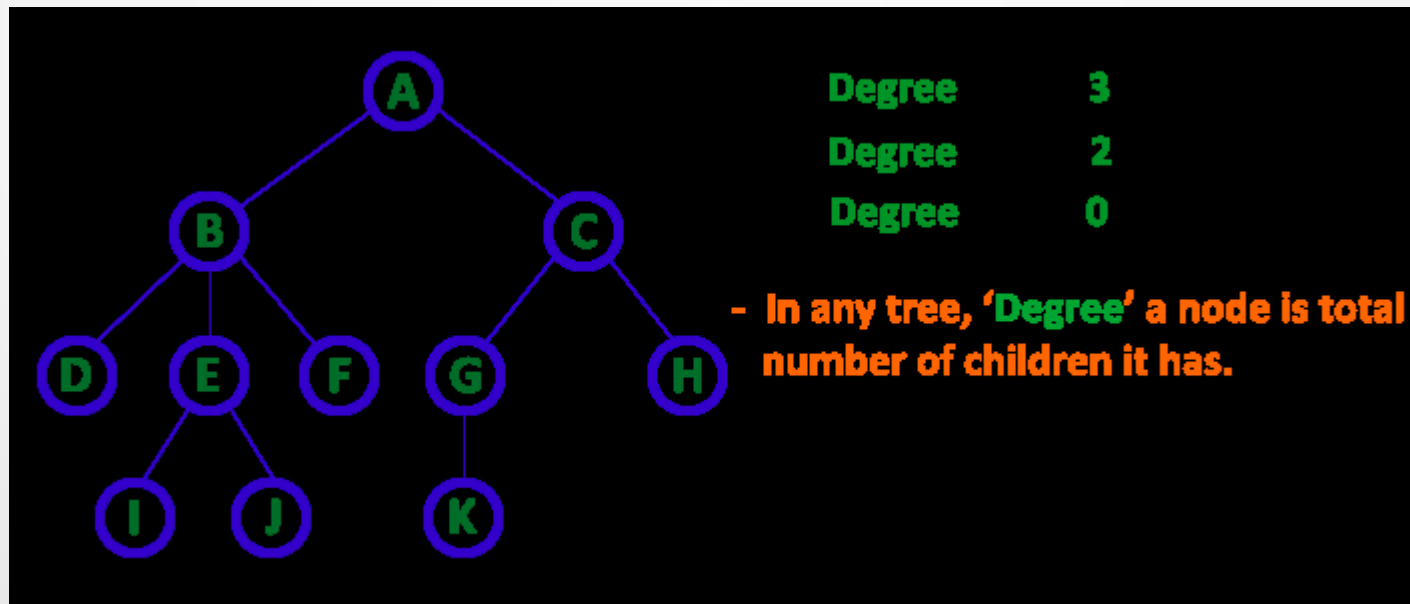 A
B
C
D
E
F
G
H
I
J
K
Degree 3
Degree 2
Degree 0
- In any tree, ‘Degree’ a node is total
number of children it has.